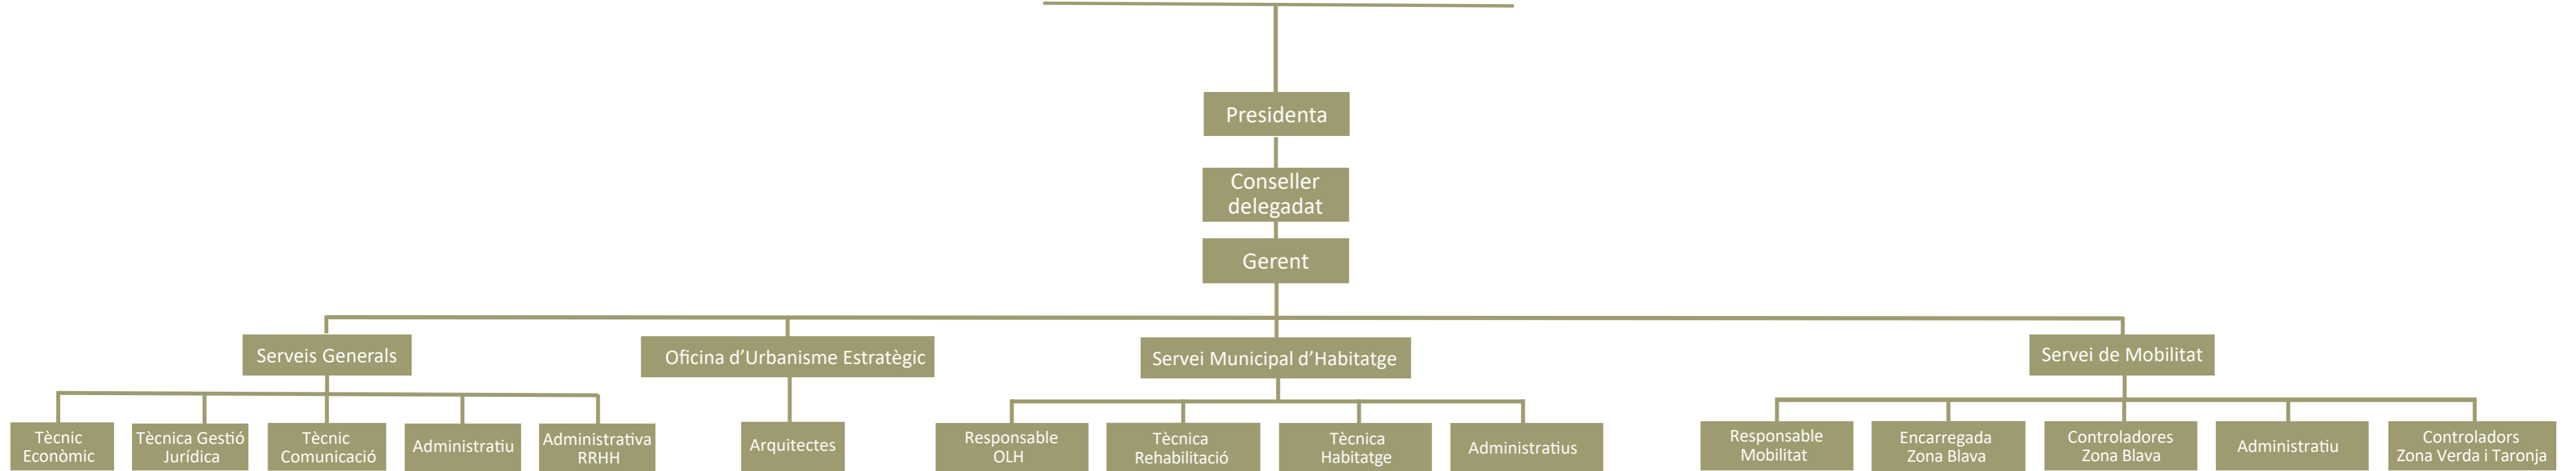 Presidenta
Conseller
delegadat
Gerent
Serveis Generals
Oficina d’Urbanisme Estratègic
Servei Municipal d’Habitatge
Servei de Mobilitat
Tècnic
Econòmic
Tècnica Gestió
Jurídica
Tècnic
Comunicació
Administratiu
Administrativa
RRHH
Arquitectes
Responsable
OLH
Tècnica
Rehabilitació
Tècnica
Habitatge
Administratius
Responsable
Mobilitat
Encarregada
Zona Blava
Controladores
Zona Blava
Administratiu
Controladors
Zona Verda i Taronja